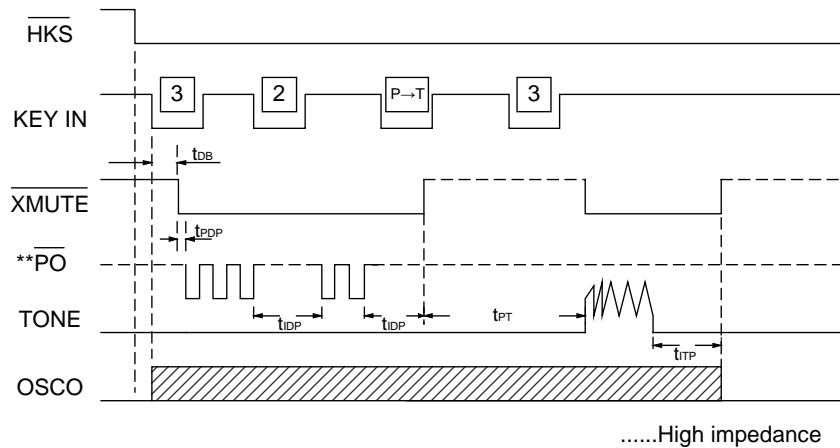 HKS
3 2 P→T 3
KEY IN
tDB
XMUTE
tPDP
**PO
TONE
tIDP tIDP tPT
tITP
OSCO
......High impedance